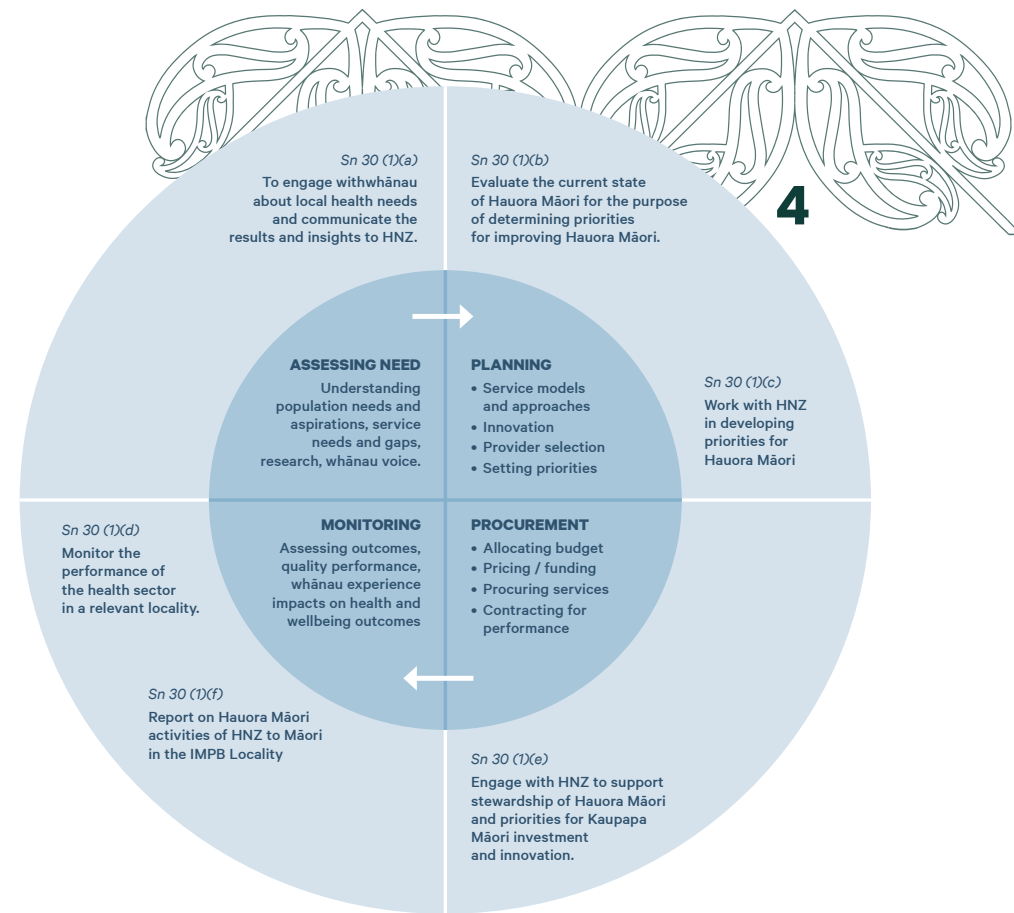 4
Sn 30 (1)(a)
To engage withwhānau
about local health needs
and communicate the
results and insights to HNZ.
Sn 30 (1)(b)
Evaluate the current state
of Hauora Māori for the purpose
of determining priorities
for improving Hauora Māori.
ASSESSING NEED
Understanding
population needs and
aspirations, service
needs and gaps,
research, whānau voice.
PLANNING
• Service models
and approaches
• Innovation
• Provider selection
• Setting priorities
Sn 30 (1)(c)
Work with HNZ
in developing
priorities for
Hauora Māori
Sn 30 (1)(d)
Monitor the
performance of
the health sector
in a relevant locality.
MONITORING
Assessing outcomes,
quality performance,
whānau experience
impacts on health and
wellbeing outcomes
PROCUREMENT
• Allocating budget
• Pricing / funding
• Procuring services
• Contracting for
performance
Sn 30 (1)(f)
Report on Hauora Māori
activities of HNZ to Māori
in the IMPB Locality
Sn 30 (1)(e)
Engage with HNZ to support
stewardship of Hauora Māori
and priorities for Kaupapa
Māori investment
and innovation.